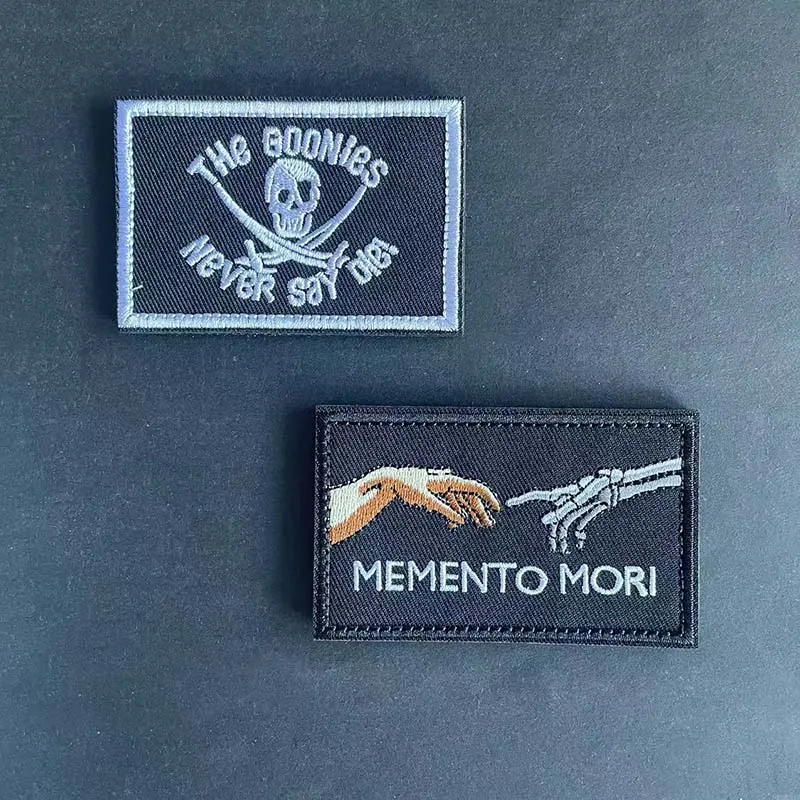 THe GOONieS
NeVeR SAY Die!
MEMENTO MORI